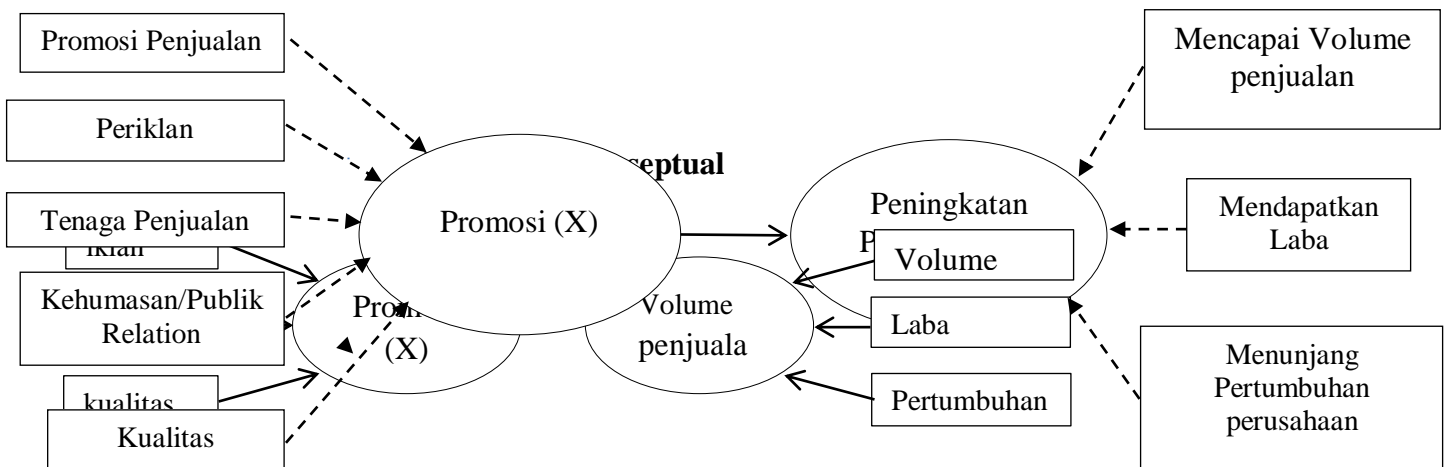 Promosi Penjualan
Mencapai Volume
penjualan
Periklan
septual
Tenaga Penjualan
Promosi (X)
Peningkatan
P
Mendapatkan
Laba
iklan
Volume
Kehumasan/Publik
Relation
Prom
(X)
Volume
penjuala
Laba
Menunjang
Pertumbuhan
perusahaan
kualitas
Pertumbuhan
Kualitas